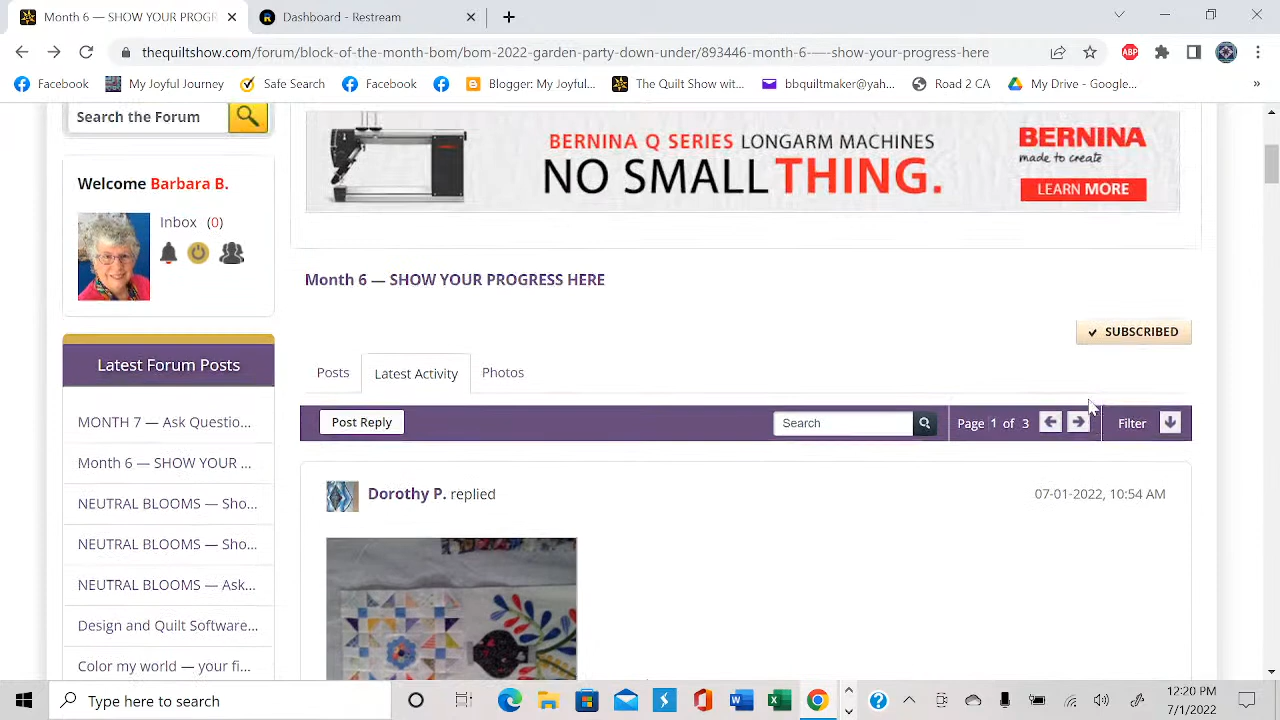 Month 6 — SHOW YOUR PROGR
Dashboard - Restream
thequiltshow.com/forum/block-of-the-month-bom/bom-2022-garden-party-down-under/893446-month-6-—-show-your-progress-here
ABP
Facebook
My Joyful Journey
Safe Search
Facebook
Blogger: My Joyful...
The Quilt Show wit...
bbquiltmaker@yah...
Road 2 CA
My Drive - Google...
»
Search the Forum
BERNINA Q SERIES LONGARM MACHINES
NO SMALL THING.
BERNINA
made to create
LEARN MORE
Welcome Barbara B.
Inbox (0)
Month 6 — SHOW YOUR PROGRESS HERE
SUBSCRIBED
Latest Forum Posts
Posts
Latest Activity
Photos
Post Reply
Search
Page 1 of 3
Filter
MONTH 7 — Ask Questio...
Month 6 — SHOW YOUR ...
NEUTRAL BLOOMS — Sho...
NEUTRAL BLOOMS — Sho...
NEUTRAL BLOOMS — Ask...
Design and Quilt Software...
Color my world — your fi...
Dorothy P. replied
07-01-2022, 10:54 AM
Type here to search
12:20 PM
7/1/2022